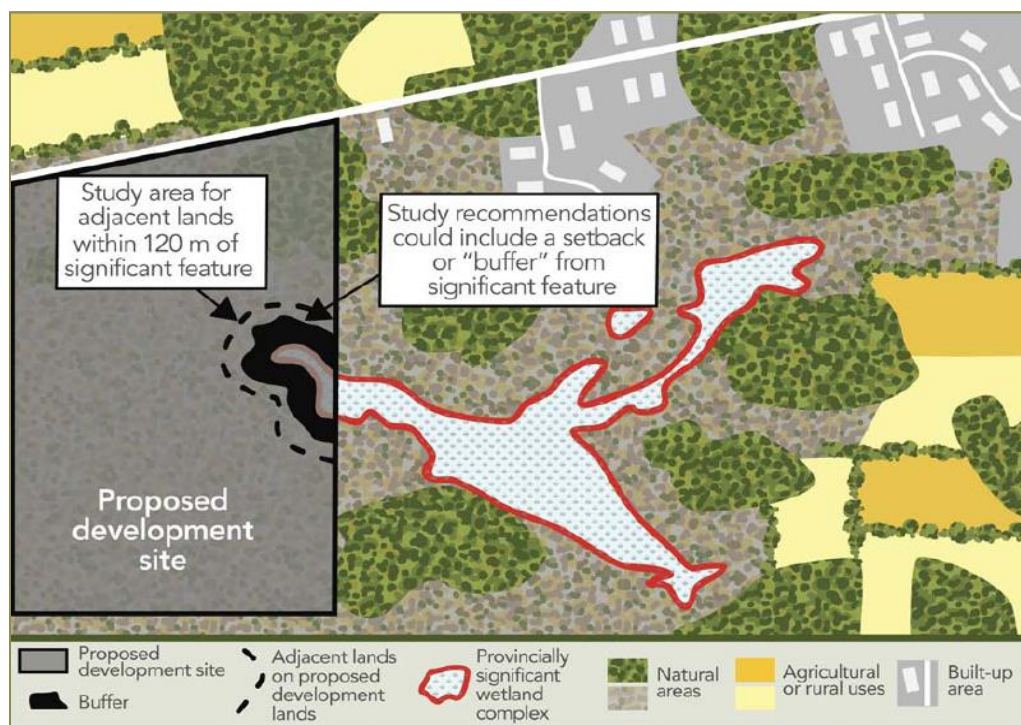 Study area for
adjacent lands
within 120 m of
significant feature
Study recommendations
could include a setback
or “buffer” from
significant feature
Proposed
development
site
Proposed
development site
Buffer
Adjacent lands
on proposed
development
lands
Provincially
significant
wetland
complex
Natural
areas
Agricultural
or rural uses
Built-up
area